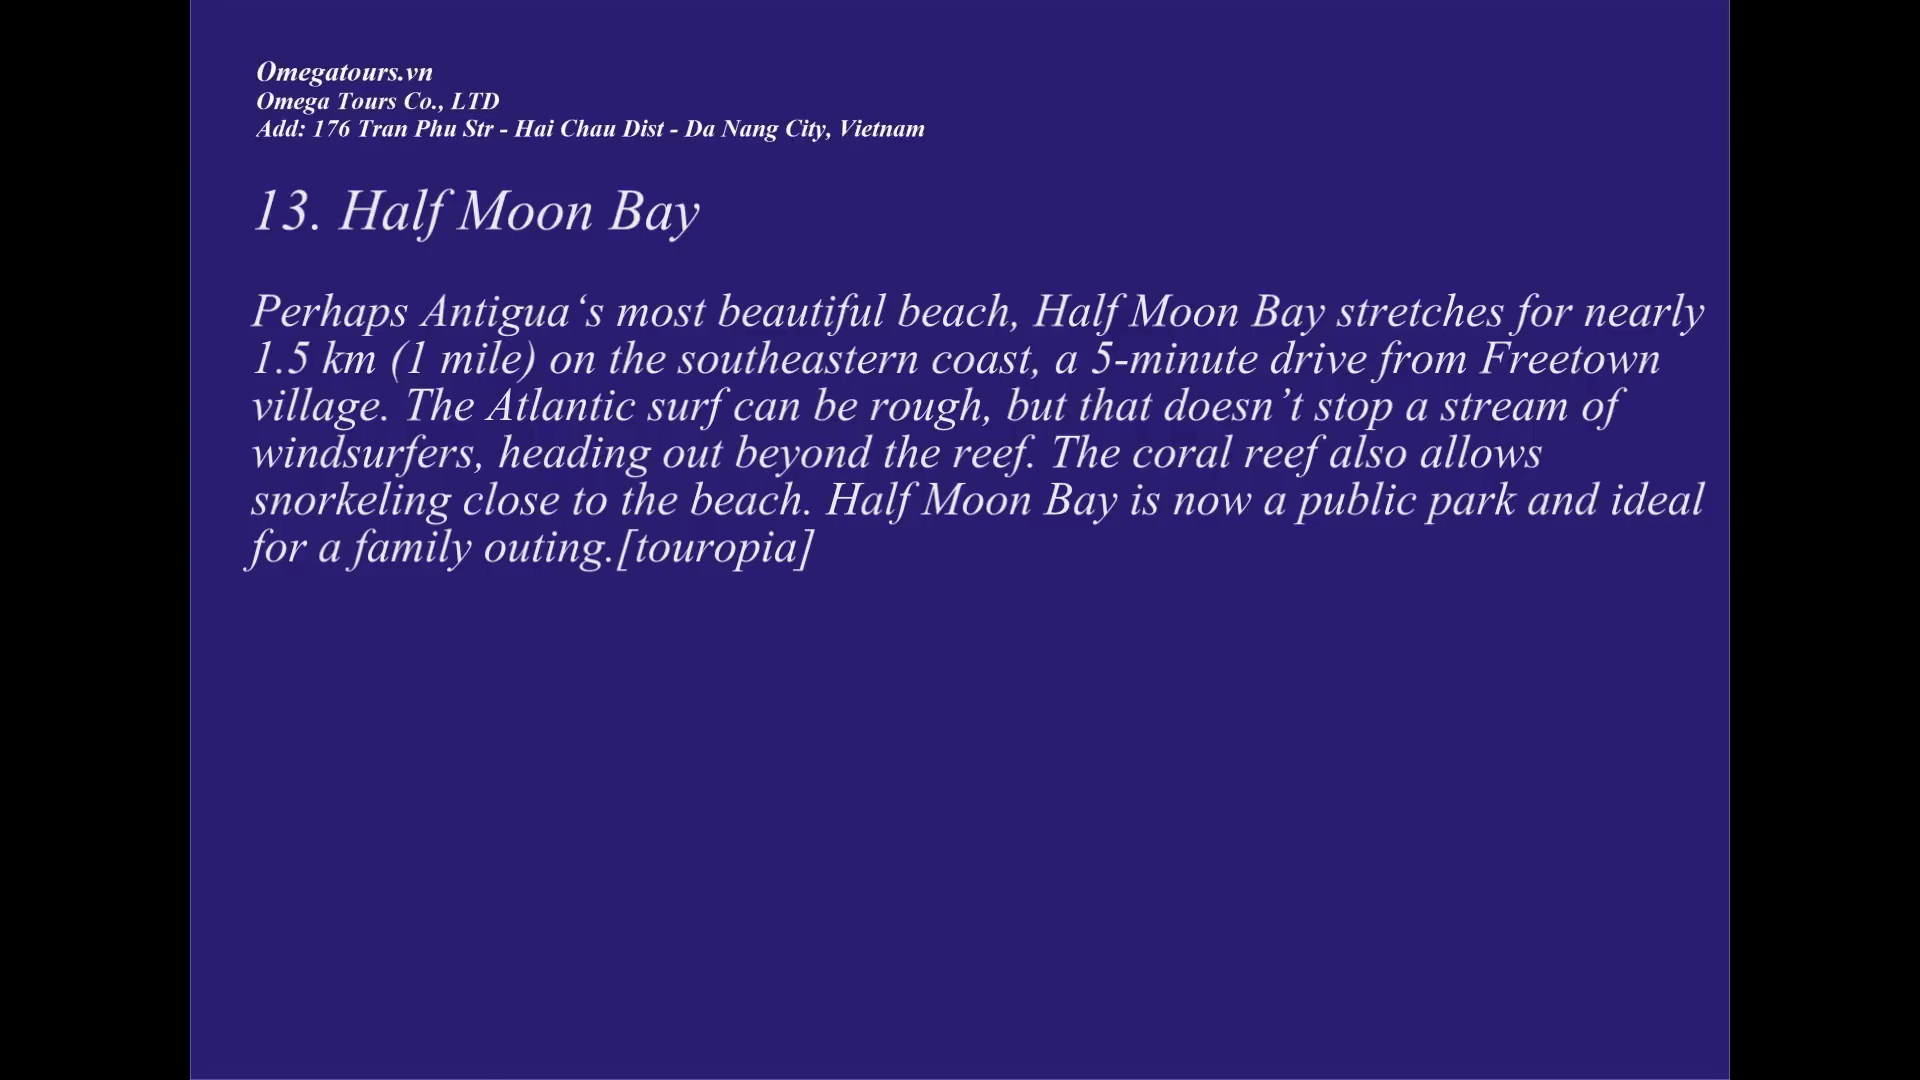 Omegatours.vn
Omega Tours Co., LTD
Add: 176 Tran Phu Str - Hai Chau Dist - Da Nang City, Vietnam
13. Half Moon Bay
Perhaps Antigua‘s most beautiful beach, Half Moon Bay stretches for nearly
1.5 km (1 mile) on the southeastern coast, a 5-minute drive from Freetown
village. The Atlantic surf can be rough, but that doesn’t stop a stream of
windsurfers, heading out beyond the reef. The coral reef also allows
snorkeling close to the beach. Half Moon Bay is now a public park and ideal
for a family outing.[touropia]